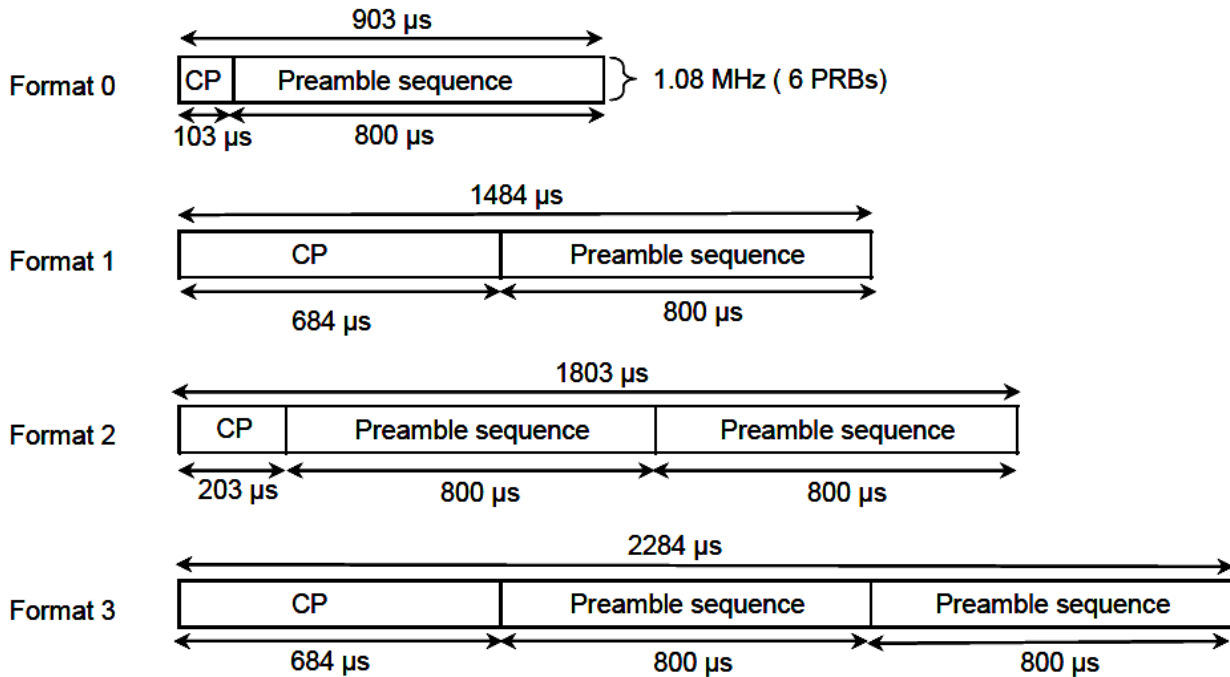 903 µs
Format 0
CP
Preamble sequence
1.08 MHz ( 6 PRBs)
103 µs
800 µs
1484 µs
Format 1
CP
Preamble sequence
684 µs
800 µs
1803 µs
Format 2
CP
Preamble sequence
Preamble sequence
203 µs
800 µs
800 µs
2284 µs
Format 3
CP
Preamble sequence
Preamble sequence
684 µs
800 µs
800 µs